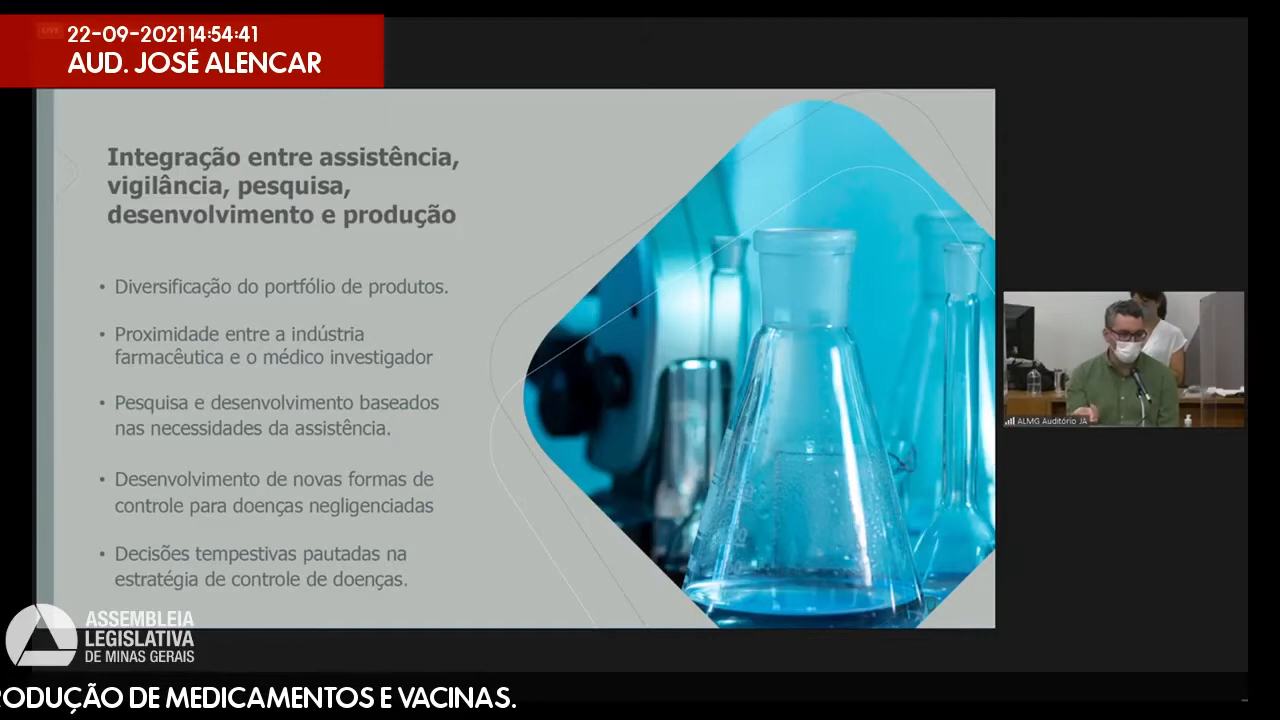 22-09-2021 14:54:41
AUD. JOSÉ ALENCAR
Integração entre assistência,
vigilância, pesquisa,
desenvolvimento e produção
• Diversificação do portfólio de produtos.
• Proximidade entre a indústria
farmacêutica e o médico investigador
• Pesquisa e desenvolvimento baseados
nas necessidades da assistência.
• Desenvolvimento de novas formas de
controle para doenças negligenciadas
• Decisões tempestivas pautadas na
estratégia de controle de doenças.
ALMG Auditório JA
ASSEMBLEIA
LEGISLATIVA
DE MINAS GERAIS
RODUÇÃO DE MEDICAMENTOS E VACINAS.